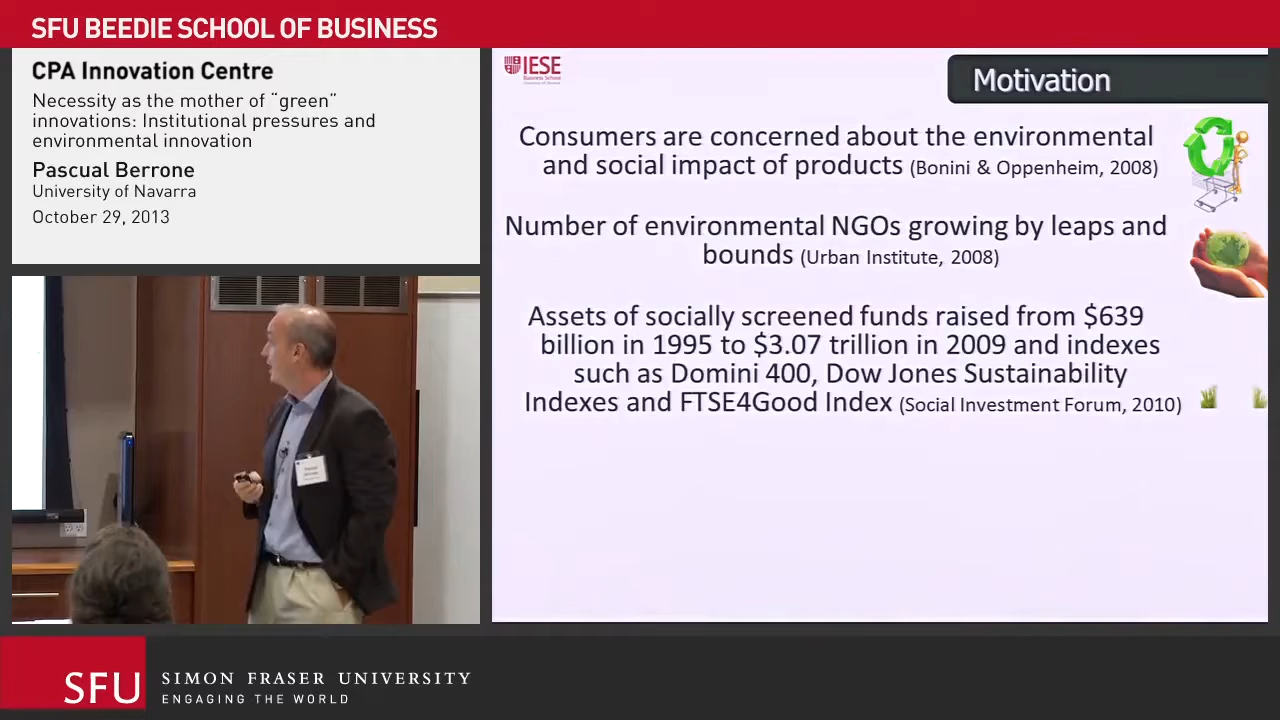 SFU BEEDIE SCHOOL OF BUSINESS
CPA Innovation Centre
Necessity as the mother of “green”
innovations: Institutional pressures and
environmental innovation
Pascual Berrone
University of Navarra
October 29, 2013
IESE
Business School
Motivation
Consumers are concerned about the environmental
and social impact of products (Bonini & Oppenheim, 2008)
Number of environmental NGOs growing by leaps and
bounds (Urban Institute, 2008)
Assets of socially screened funds raised from $639
billion in 1995 to $3.07 trillion in 2009 and indexes
such as Domini 400, Dow Jones Sustainability
Indexes and FTSE4Good Index (Social Investment Forum, 2010)
SFU
SIMON FRASER UNIVERSITY
ENGAGING THE WORLD